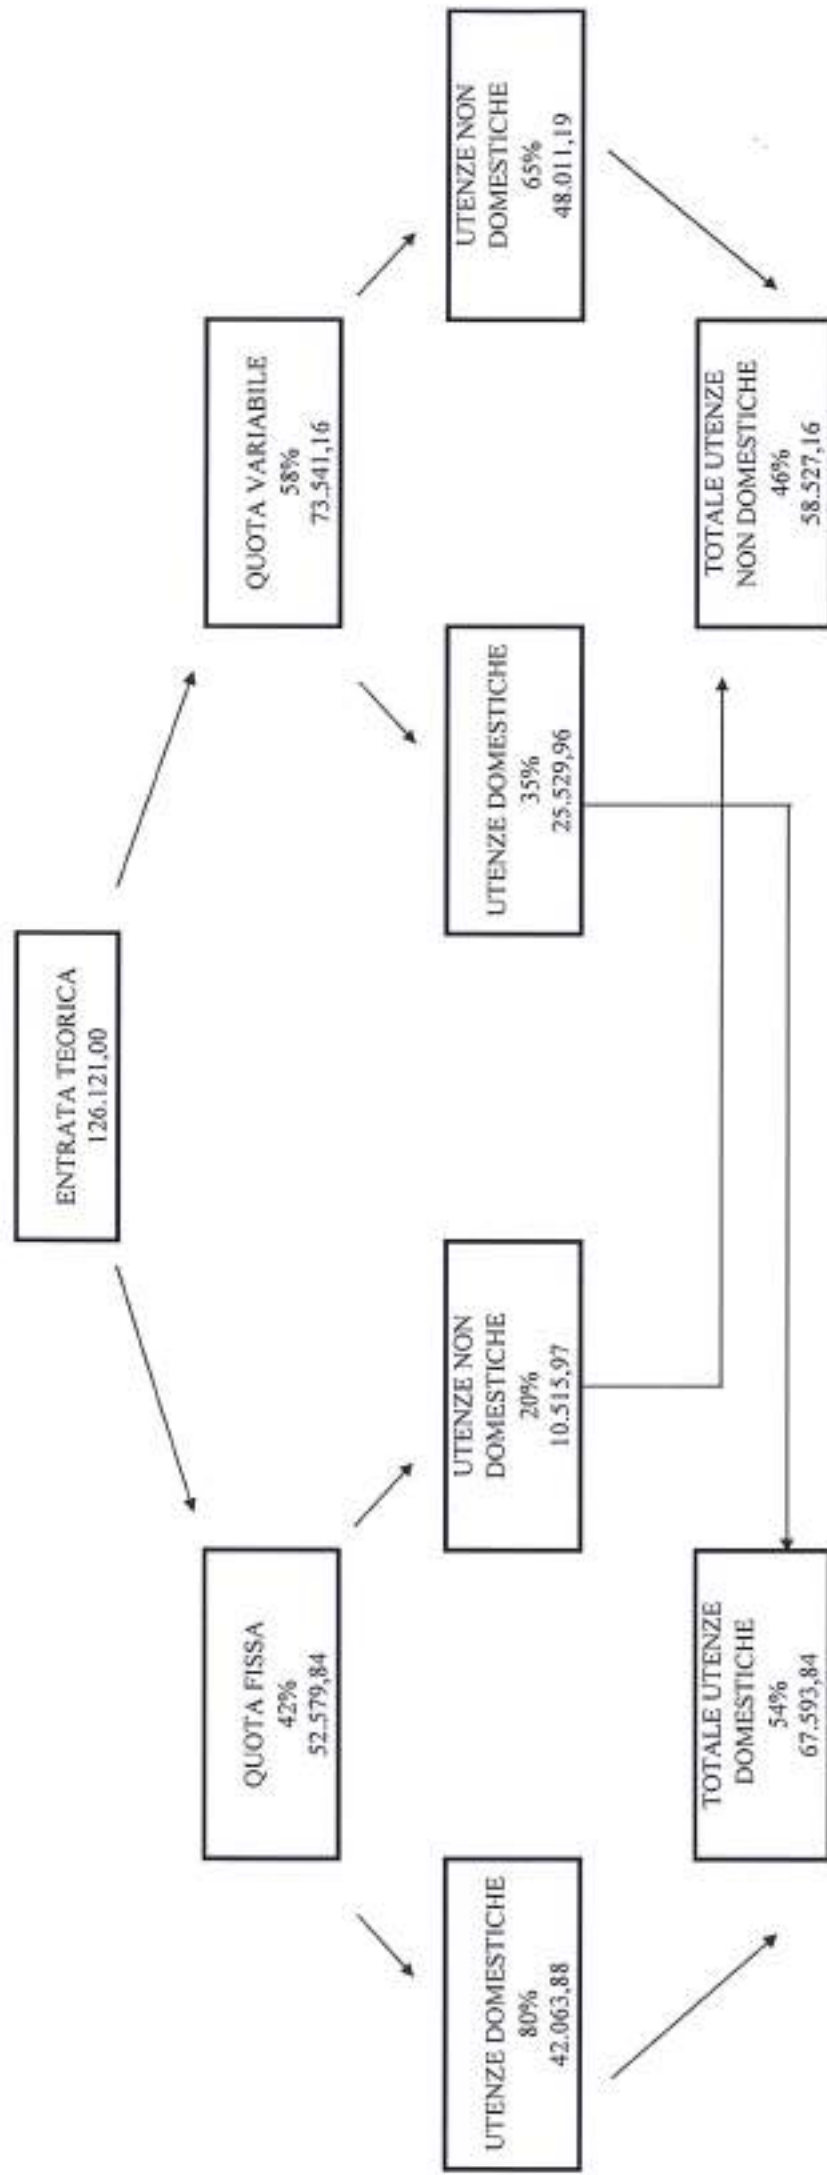 ENTRATA TEORICA
126.121,00
QUOTA FISSA
42%
52.579,84
QUOTA VARIABILE
58%
73.541,16
UTENZE DOMESTICHE
80%
42.063,88
UTENZE NON
DOMESTICHE
20%
10.515,97
UTENZE DOMESTICHE
35%
25.529,96
UTENZE NON
DOMESTICHE
65%
48.011,19
TOTALE UTENZE
DOMESTICHE
54%
67.593,84
TOTALE UTENZE
NON DOMESTICHE
46%
58.527,16